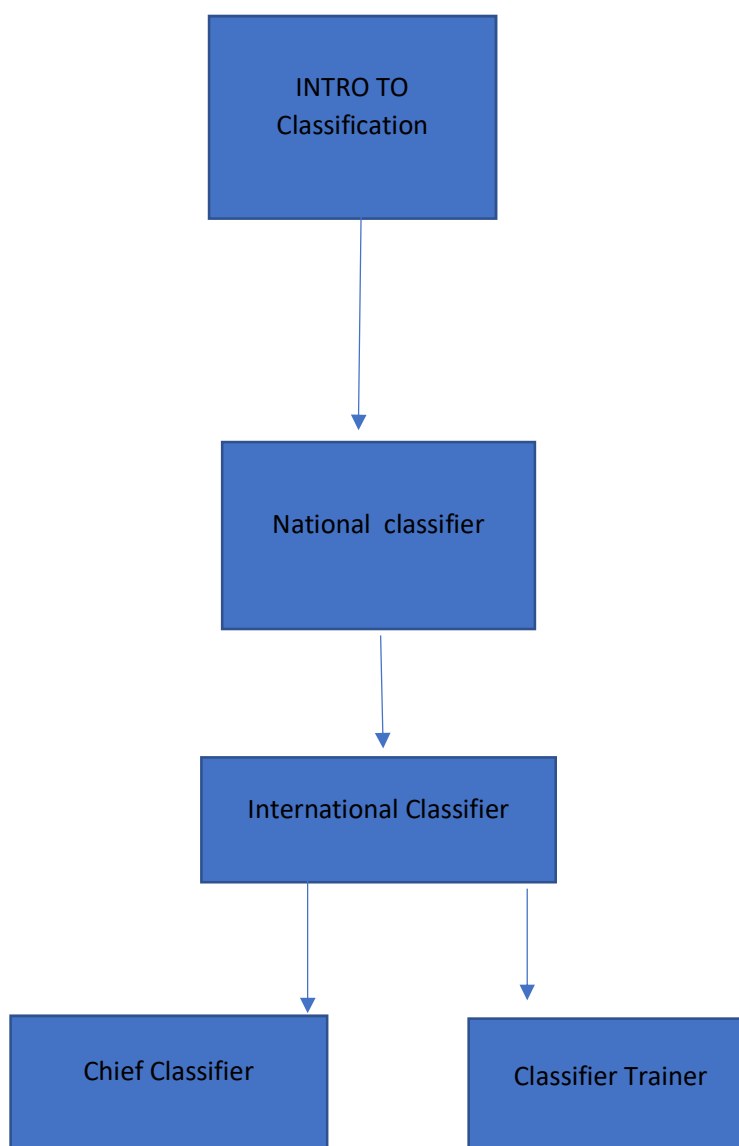 INTRO TO
Classification
National  classifier
International Classifier
Chief Classifier
Classifier Trainer